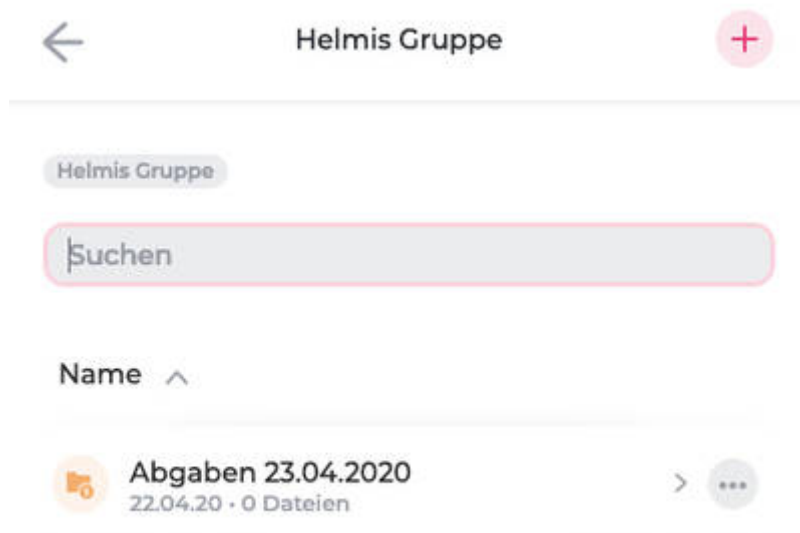 Helmis Gruppe
Helmis Gruppe
Suchen
Name
Abgaben 23.04.2020
22.04.20 • 0 Dateien